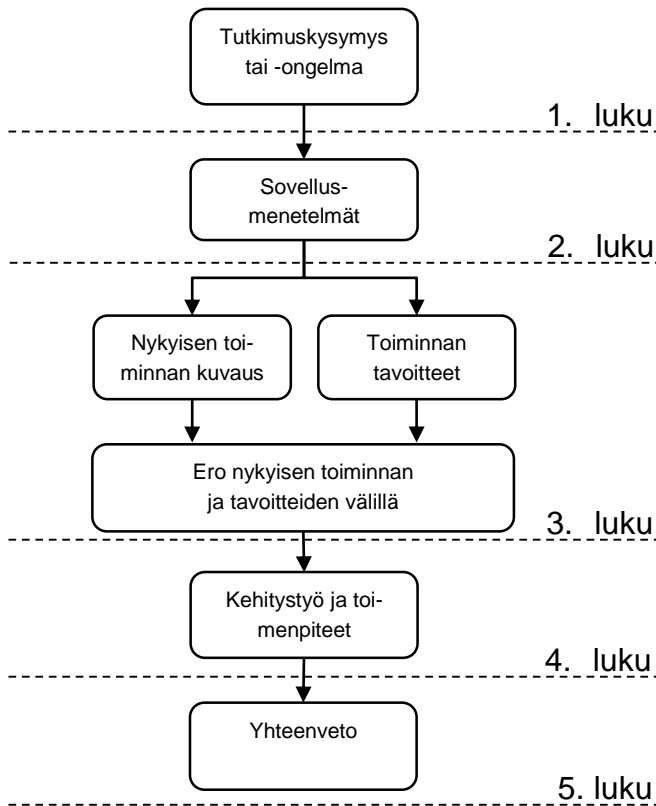 Tutkimuskysymys
tai -ongelma
1. luku
Sovellus-
menetelmät
2. luku
Nykyisen toi-
minnan kuvaus
Toiminnan
tavoitteet
Ero nykyisen toiminnan
ja tavoitteiden välillä
3. luku
Kehitystyö ja toi-
menpiteet
4. luku
Yhteenveto
5. luku